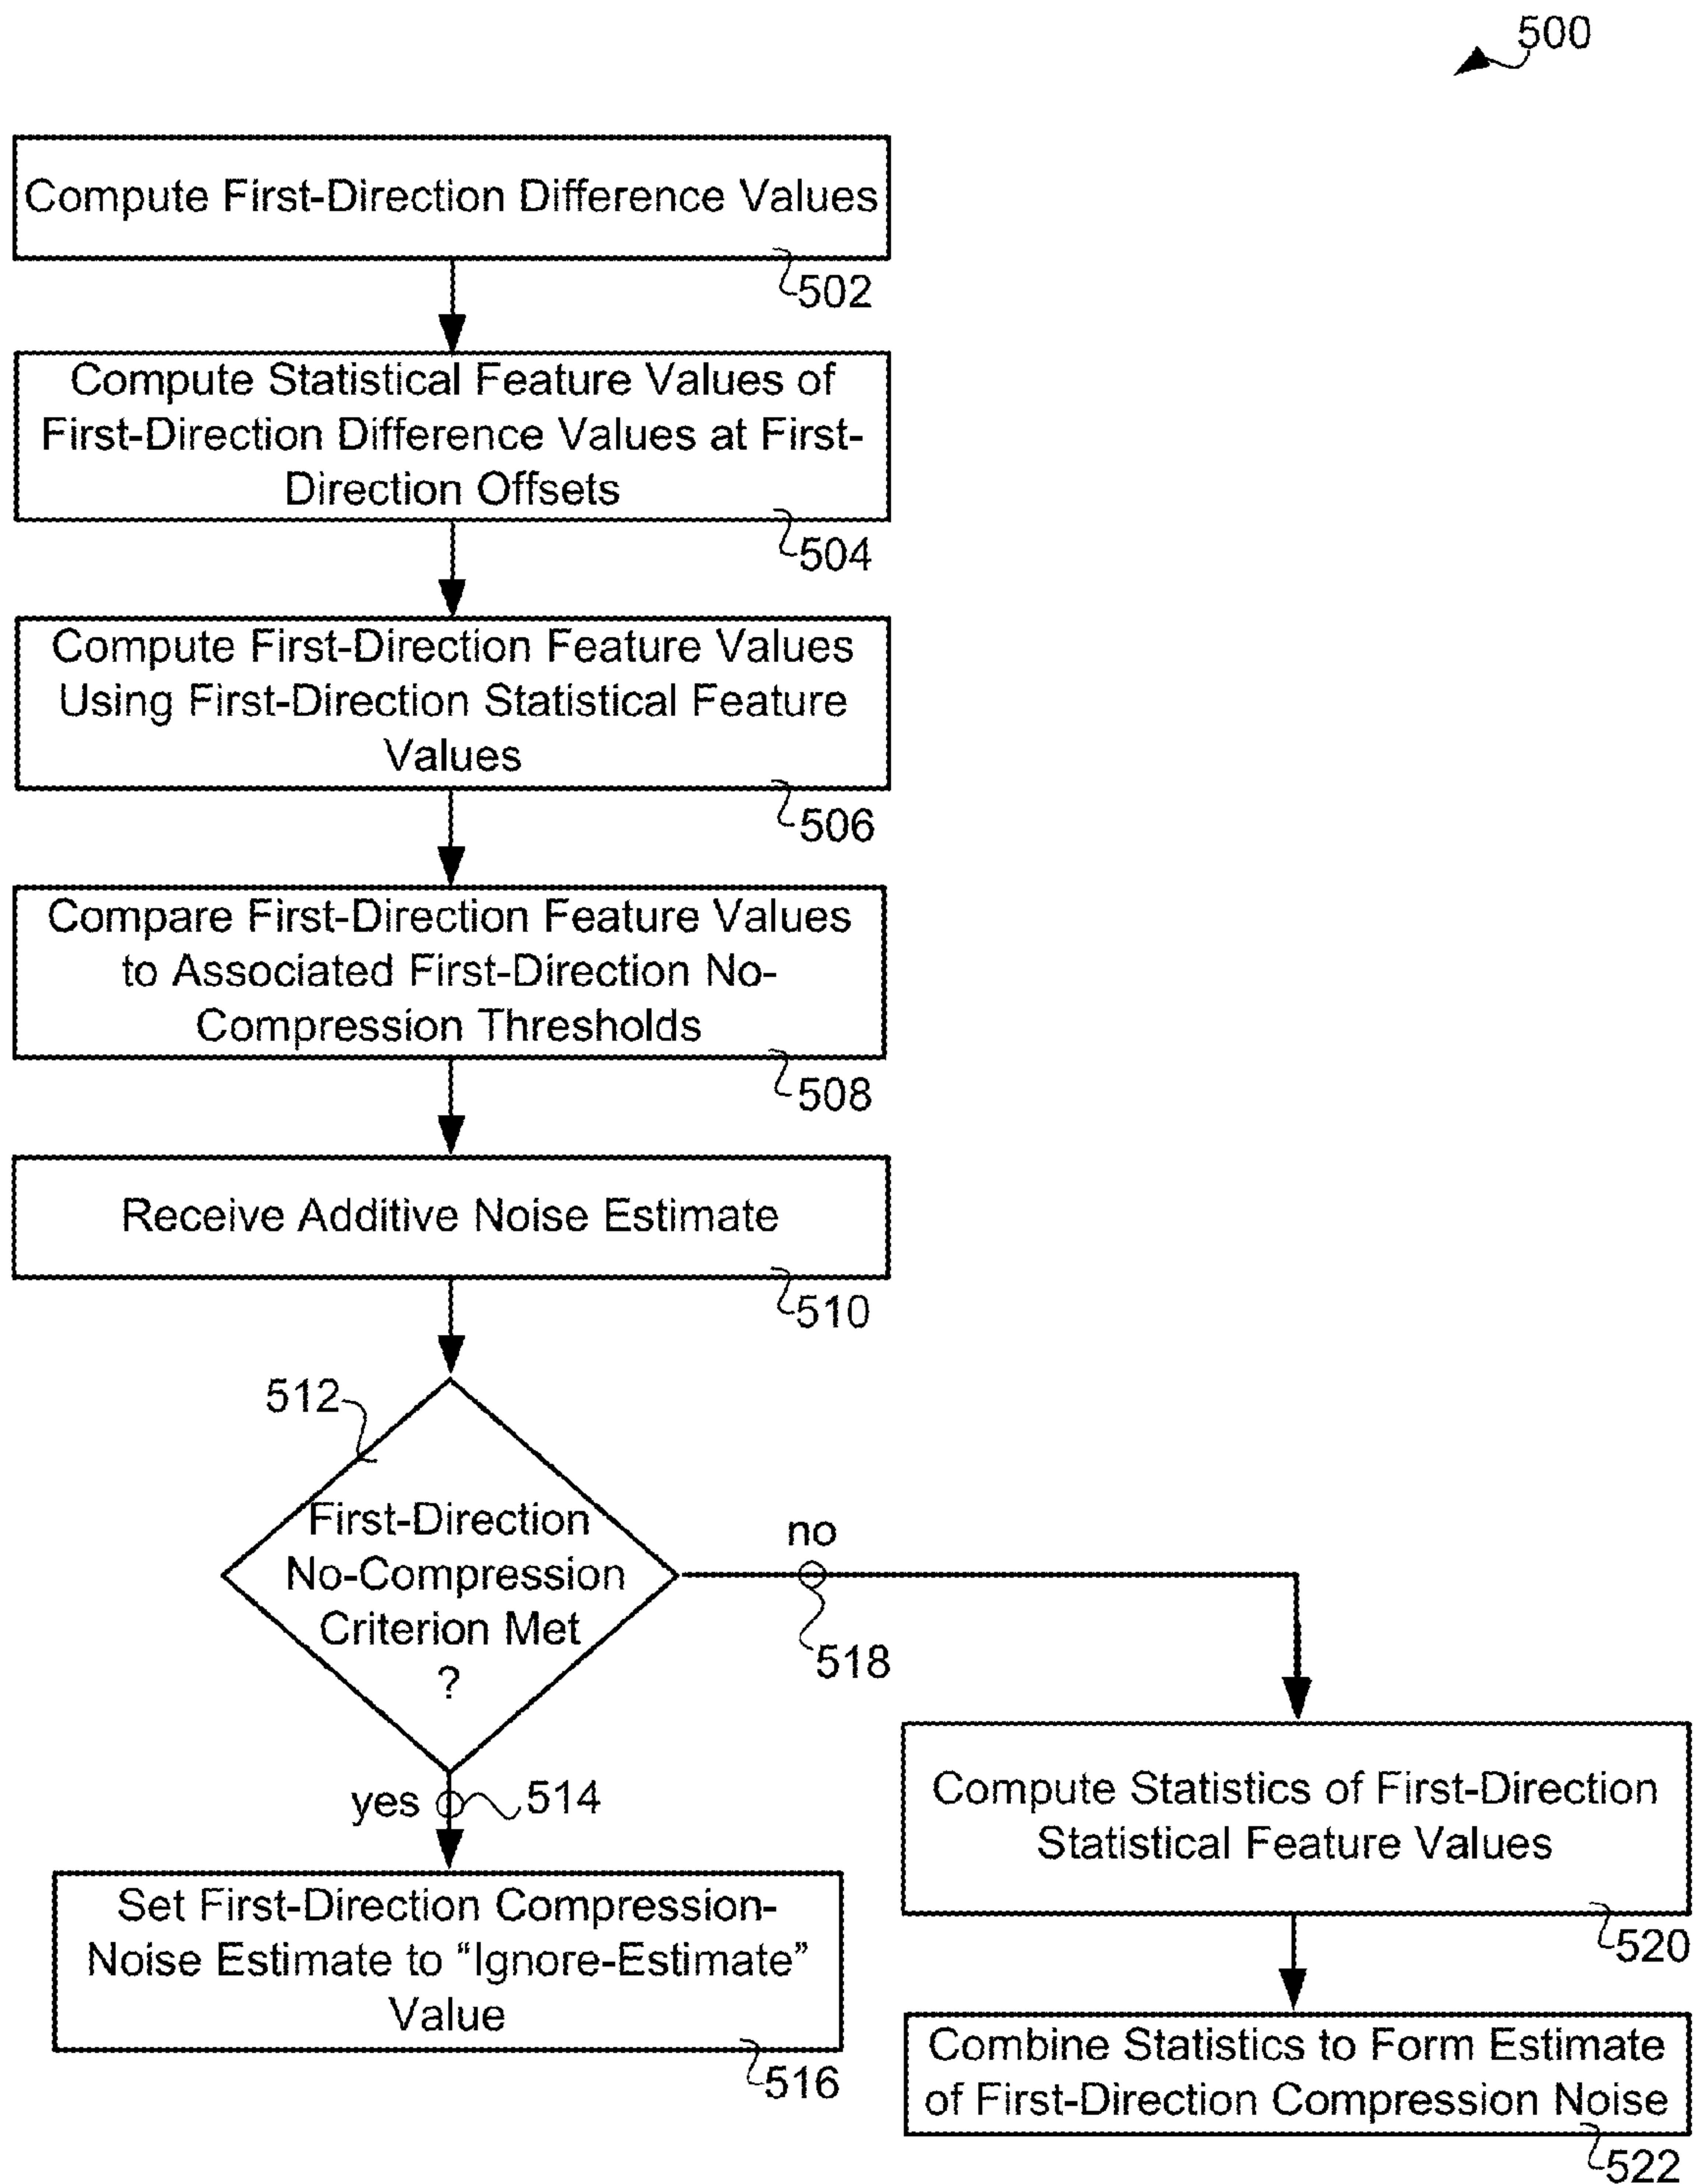 500
Compute First-Direction Difference Values
502
Compute Statistical Feature Values of
First-Direction Difference Values at First-
Direction Offsets
504
Compute First-Direction Feature Values
Using First-Direction Statistical Feature
Values
506
Compare First-Direction Feature Values
to Associated First-Direction No-
Compression Thresholds
508
Receive Additive Noise Estimate
510
512
First-Direction
No-Compression
Criterion Met
?
no
518
yes
514
Set First-Direction Compression-
Noise Estimate to “Ignore-Estimate”
Value
516
Compute Statistics of First-Direction
Statistical Feature Values
520
Combine Statistics to Form Estimate
of First-Direction Compression Noise
522